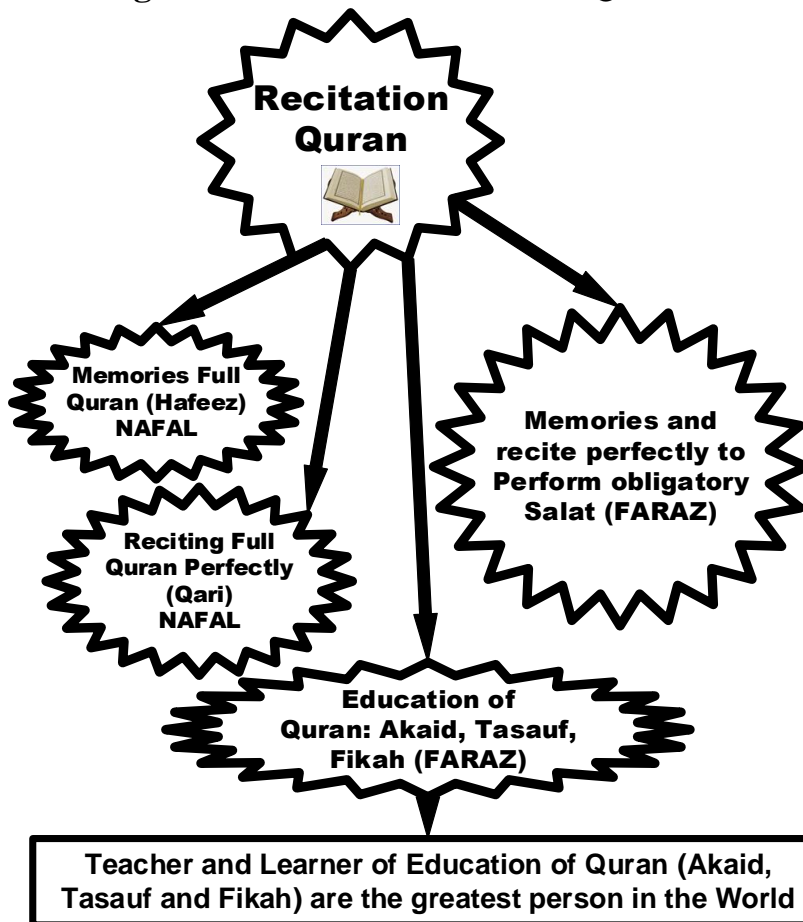 Recitation
Quran
Memories Full
Quran (Hafeez)
NAFAL
Memories and
recite perfectly to
Perform obligatory
Salat (FARAZ)
Reciting Full
Quran Perfectly
(Qari)
NAFAL
Education of
Quran: Akaid, Tasauf,
Fikah (FARAZ)
Teacher and Learner of Education of Quran (Akaid,
Tasauf and Fikah) are the greatest person in the World